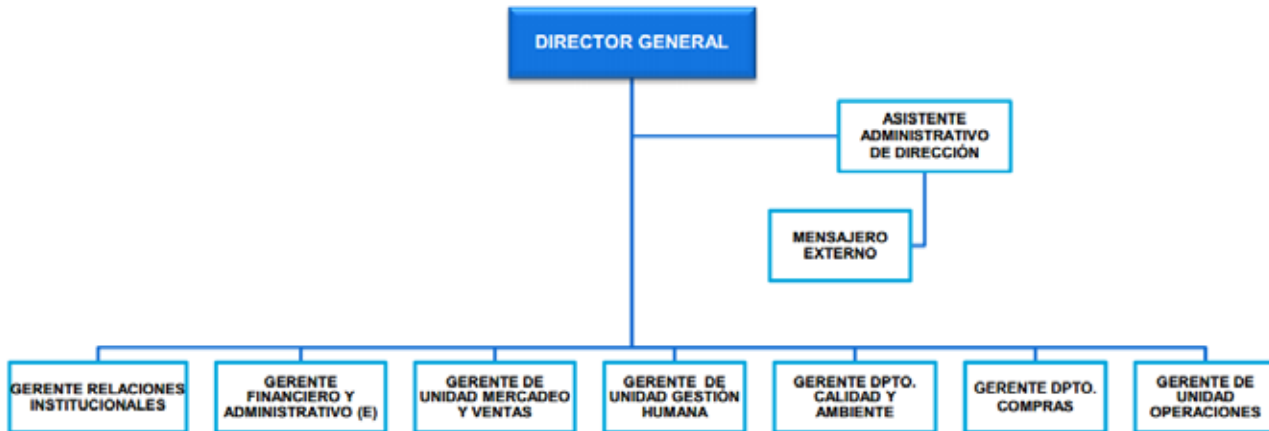 DIRECTOR GENERAL
ASISTENTE
ADMINISTRATIVO
DE DIRECCIÓN
MENSAJERO
EXTERNO
GERENTE RELACIONES
INSTITUCIONALES
GERENTE
FINANCIERO Y
ADMINISTRATIVO (E)
GERENTE DE
UNIDAD MERCADEO
Y VENTAS
GERENTE DE
UNIDAD GESTIÓN
HUMANA
GERENTE DPTO.
CALIDAD Y
AMBIENTE
GERENTE DPTO.
COMPRAS
GERENTE DE
UNIDAD
OPERACIONES